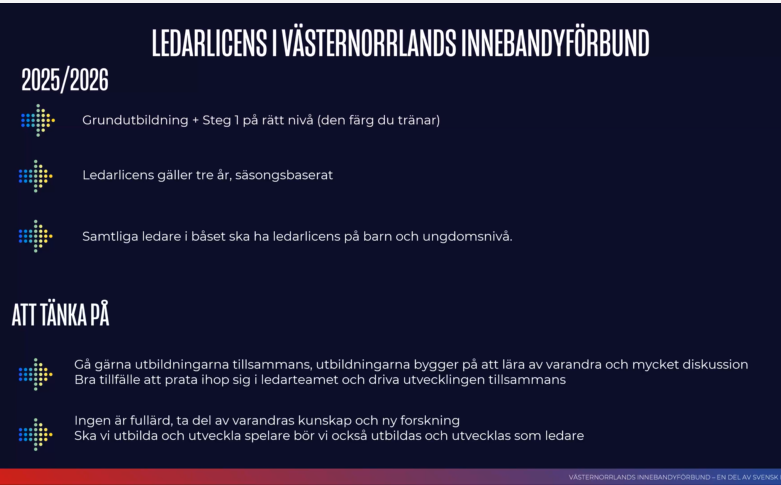 LEDARLICENS I VÄSTERNORRLANDS INNEBANDYFÖRBUND
2025/2026
Grundutbildning + Steg 1 på rätt nivå (den färg du tränar)
Ledarlicens gäller tre år, säsongsbaserat
Samtliga ledare i båset ska ha ledarlicens på barn och ungdomsnivå.
ATT TÄNKA PÅ
Gå gärna utbildningarna tillsammans, utbildningarna bygger på att lära av varandra och mycket diskussion
Bra tillfälle att prata ihop sig i ledarteamet och driva utvecklingen tillsammans
Ingen är fullärd, ta del av varandras kunskap och ny forskning
Ska vi utbilda och utveckla spelare bör vi också utbildas och utvecklas som ledare
VÄSTERNORRLANDS INNEBANDYFÖRBUND – EN DEL AV SVENSK